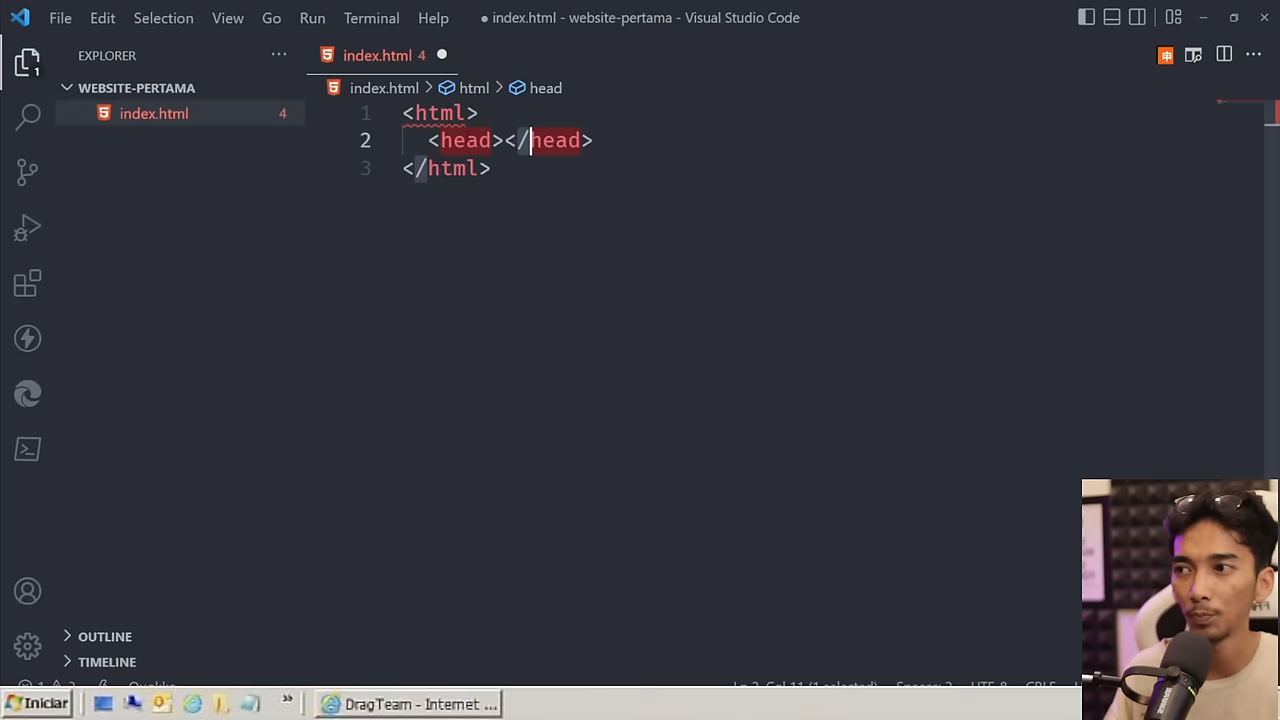 File Edit Selection View Go Run Terminal Help
● index.html - website-pertama - Visual Studio Code
EXPLORER
index.html 4
WEBSITE-PERTAMA
index.html > html > head
index.html 4
1 <html>
2 <head></head>
3 </html>
OUTLINE
TIMELINE
Iniciar
DragTeam - Internet ...